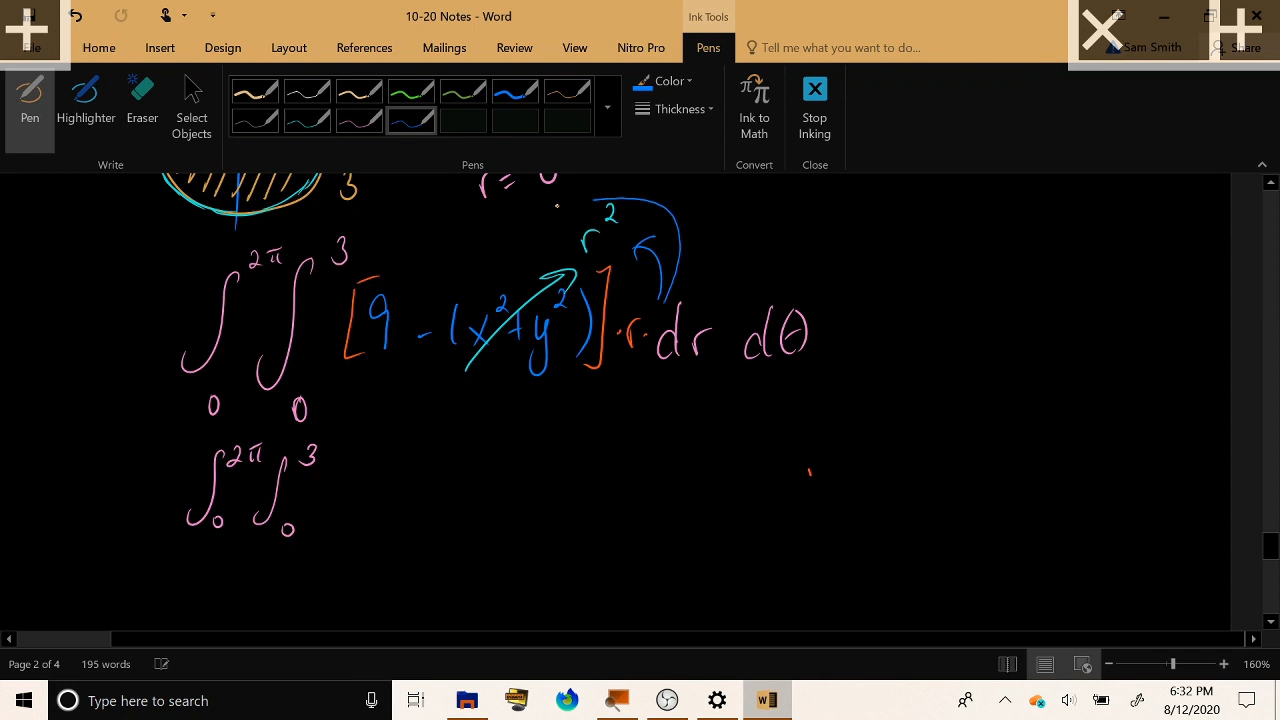 10-20 Notes - Word
Ink Tools
File Home Insert Design Layout References Mailings Review View Nitro Pro Pens Tell me what you want to do... Sam Smith Share
Pen Highlighter Eraser Select Objects
Color
Thickness
Ink to Math
Stop Inking
Write Pens Convert Close
3 r = 0
r²
∫₀^2π ∫₀^3 [9 - (x²+y²)] · r · dr dθ
∫₀^2π ∫₀^3
Page 2 of 4 195 words 160%
Type here to search
6:32 PM
8/12/2020